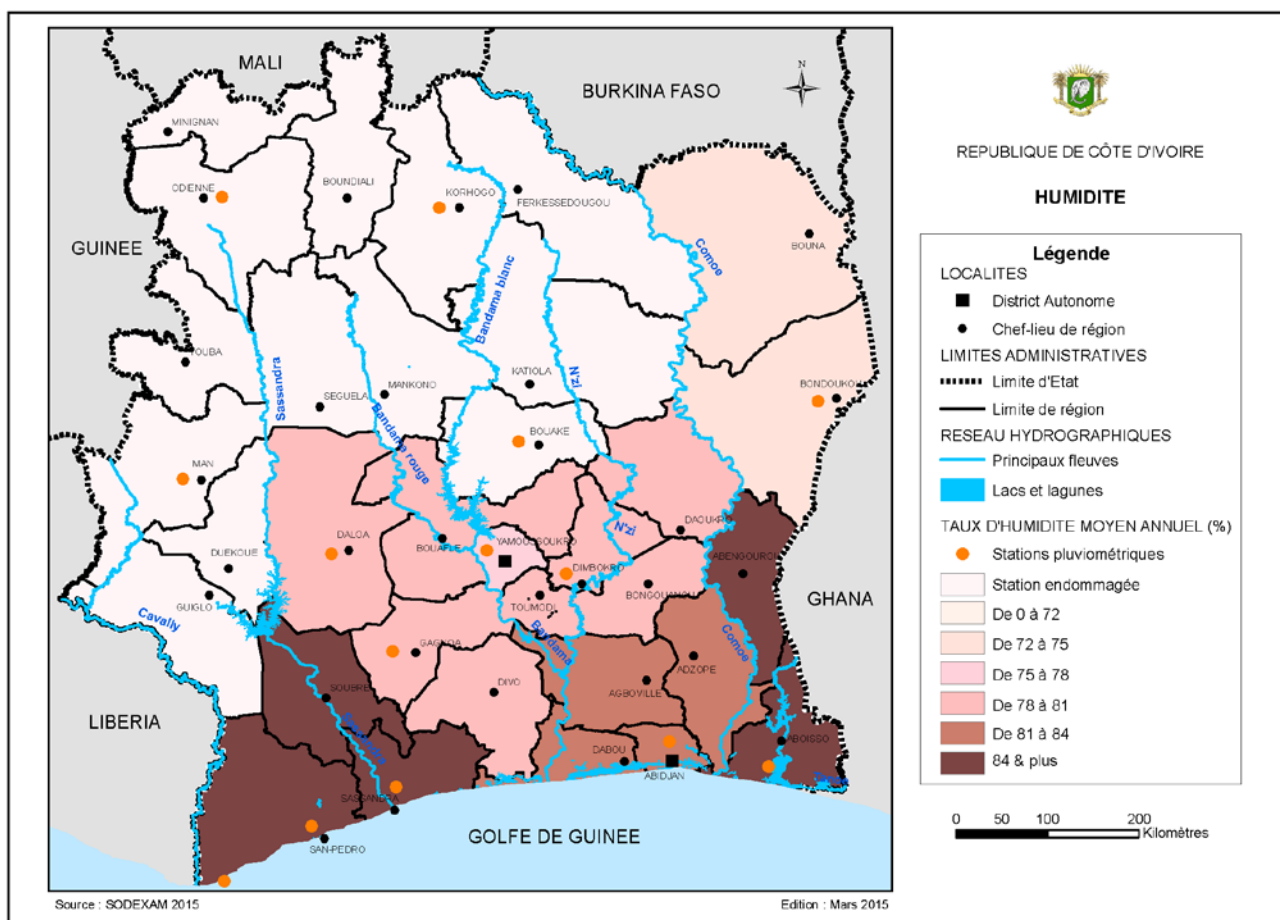 MALI
BURKINA FASO
N
MINIGNAN
ODIENNE
BOUNDIALI
KORHOGO
FERKESSEDOUGOU
GUINEE
BOUNA
Comoe
Bandama blanc
TOUBA
Sassandra
SEGUELA
MANKONO
Bandama rouge
KATIOLA
N'zi
BONDOUKOU
BOUAKE
MAN
DUEKOUE
DALOA
BOUAFLE
YAMOUSSOUKRO
N'zi
DAOUKRO
ABENGOUROU
GUIGLO
Cavally
DIMBOKRO
TOUMODI
BONGOUANOU
GHANA
GAGNOA
Bandama
Comoe
ADZOPE
LIBERIA
SOUBRE
DIVO
AGBOVILLE
Sassandra
DABOU
ABIDJAN
ABOISSO
SASSANDRA
SAN-PEDRO
GOLFE DE GUINEE
Source : SODEXAM 2015
Edition : Mars 2015
REPUBLIQUE DE CÔTE D'IVOIRE
HUMIDITE
Légende
LOCALITES
District Autonome
Chef-lieu de région
LIMITES ADMINISTRATIVES
Limite d'Etat
Limite de région
RESEAU HYDROGRAPHIQUES
Principaux fleuves
Lacs et lagunes
TAUX D'HUMIDITE MOYEN ANNUEL (%)
Stations pluviométriques
Station endommagée
De 0 à 72
De 72 à 75
De 75 à 78
De 78 à 81
De 81 à 84
84 & plus
0 50 100 200
Kilomètres